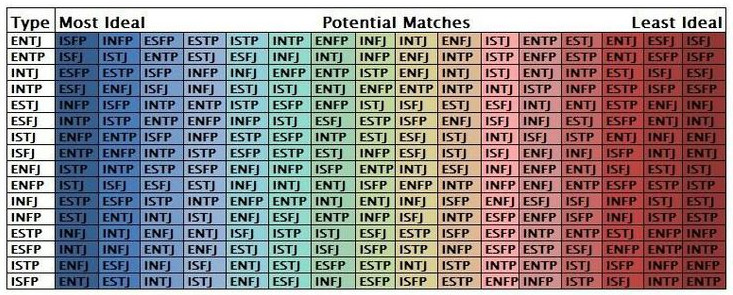 Type Most Ideal Potential Matches Least Ideal
ENTJ ISFP INFP ESFP ESTP ISTP INTP ENFP INFJ INTJ ENFJ ISTJ ENTP ESTJ ENTJ ESFJ ISFJ
ENTP ISFJ ISTJ ENTP ESTJ ESFJ INFJ INTJ INFP ENFJ INTP ISTP ENFP ENTJ ESTP ESFP ISFP
INTJ ESFP ESTP ISFP INFP INFJ ENFJ ENTP ISTP ENFP INTJ ESTJ ENTJ INTP ESTJ ISFJ ESFJ
INTP ESFJ ENFJ ISFJ INFJ ESTJ ISTJ ENTJ ENFP ENTP INTP INTJ ISTP INFP ESTP ISFP ESFP
ESTJ INFP ISFP INTP ENTP ISTP ESFP ENFP ISTJ ISFJ ESTJ ESFJ INTJ ENTJ ESTP ENFJ INFJ
ESFJ INTP ISTP ENTP ENFP INFP ISTJ ESFJ ESTP ISFP ESFJ ISFJ INFJ ENFJ ESTJ ENTJ INTJ
ISTJ ENFP ENTP ISFP INFP ESTP ESFP INTP ESTJ ESFJ ISTJ INTJ ISFJ ISTP ENTJ INFJ ENFJ
ISFJ ENTP ENFP INTP ISTP ESFP ESTP ESTJ INFP ESFJ ISTJ ISFJ ENFJ INFJ ISFP INTJ ENTJ
ENFJ ISTP INTP ESTP ENTP ENFJ INFP ISFP ENFP ENTP INTJ INFJ ENTJ ESFJ ISFJ ESTJ ISTJ
ENFP ISTJ ISFJ ESFJ ESTJ INFJ INTJ ENTJ ISFP ENFP INTP INFP ENFJ ENTP ESFP ESTP ISTP
INFJ ESTP ESFP ISTP INTP ENFP ENTP INTJ ENTJ INFJ ISFP ENFJ ESFJ ISFJ INFP ISTJ ESTJ
INFP ESTJ ENTJ INTJ ISTJ ENFJ ESFJ ENTP INFP ISFJ INTP ESFP ENFP ISFP INFJ ISTP ESTP
ESTP INFJ INTJ ENFJ ENTJ ISFJ ISTP ISTJ ESFJ ESTP ISFP ESFP ESTJ ENTP ENFP INTP INFP
ESFP INTJ INFJ ENTJ ENFJ ESTJ ISTJ ISFJ ISFP ISTP INFP ESFP ESTP ESFJ ENFP ENTP INTP
ISTP ENFJ ESFJ INFJ ISFJ ENTJ ESTJ ESFP ESTP INTJ ISTP INTP ENTP ISTJ ISFP INFP ENFP
ISFP ENTJ ESTJ INTJ ISTJ ENFJ ESFJ INFJ ESFP ESTP ISFP ENFP INFP ISTP ISFJ INTP ENTP